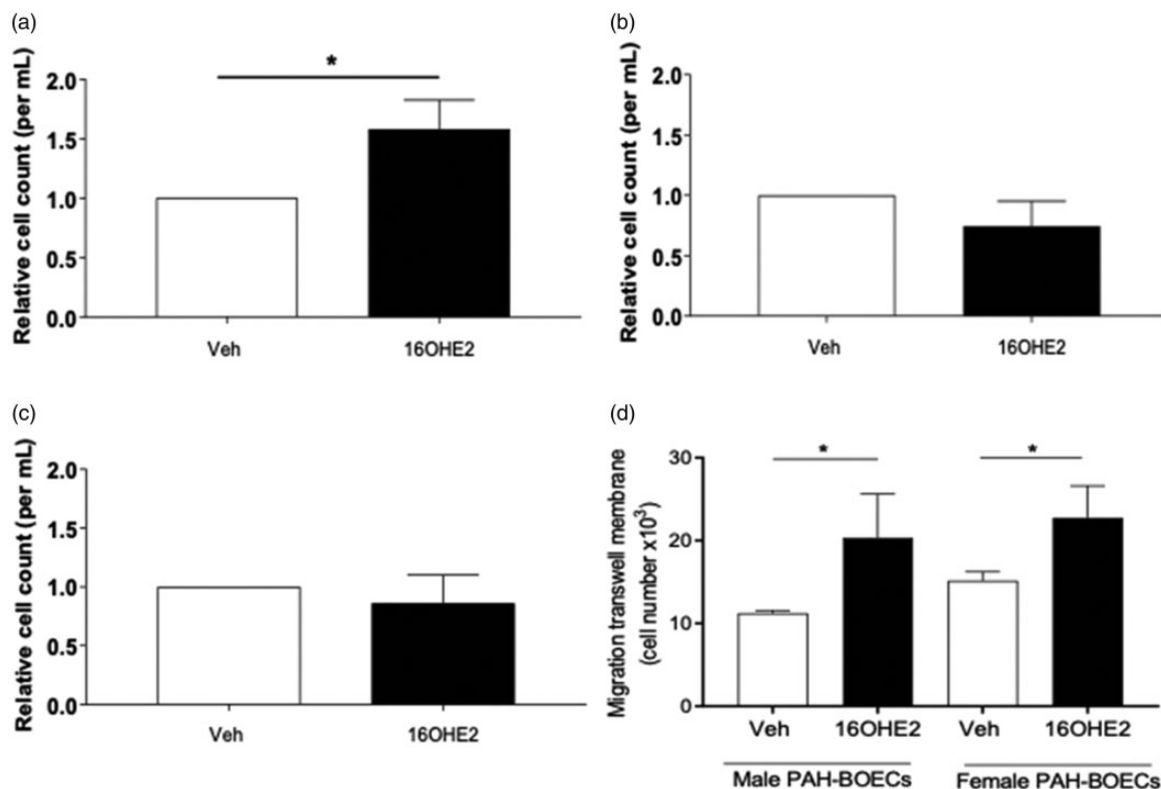 (a)
Relative cell count (per mL)
2.0
1.5
1.0
0.5
0.0
*
Veh
16OHE2
(b)
Relative cell count (per mL)
2.0
1.5
1.0
0.5
0.0
Veh
16OHE2
(c)
Relative cell count (per mL)
2.0
1.5
1.0
0.5
0.0
Veh
16OHE2
(d)
Migration transwell membrane
(cell number x10³)
30
20
10
0
*
*
Veh 16OHE2 Veh 16OHE2
Male PAH-BOECs Female PAH-BOECs